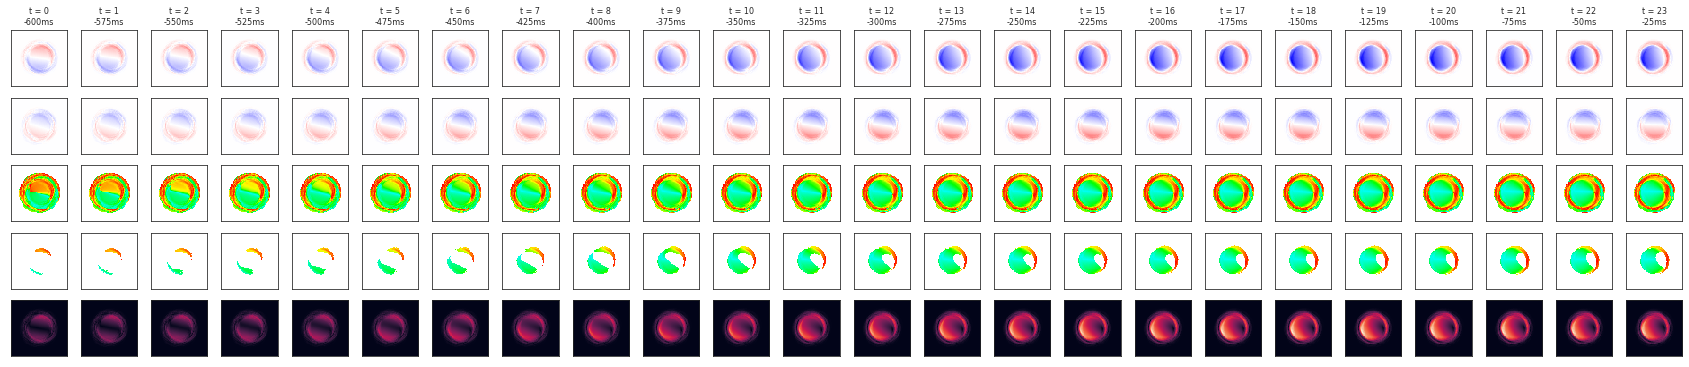 t = 0 t = 1 t = 2 t = 3 t = 4 t = 5 t = 6 t = 7 t = 8 t = 9 t = 10 t = 11 t = 12 t = 13 t = 14 t = 15 t = 16 t = 17 t = 18 t = 19 t = 20 t = 21 t = 22 t = 23
-600ms -575ms -550ms -525ms -500ms -475ms -450ms -425ms -400ms -375ms -350ms -325ms -300ms -275ms -250ms -225ms -200ms -175ms -150ms -125ms -100ms -75ms -50ms -25ms